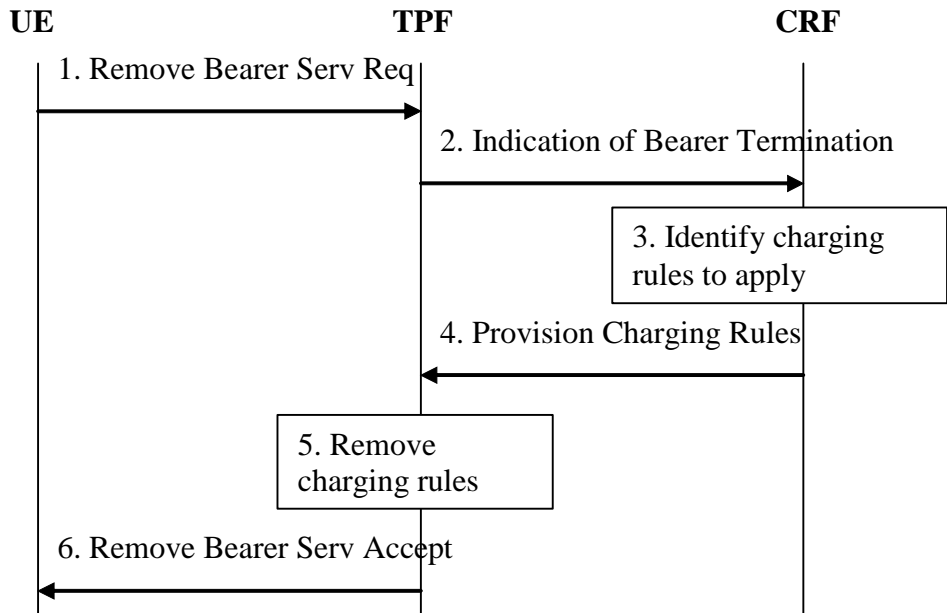 UE TPF CRF
1. Remove Bearer Serv Req
2. Indication of Bearer Termination
3. Identify charging
rules to apply
4. Provision Charging Rules
5. Remove
charging rules
6. Remove Bearer Serv Accept